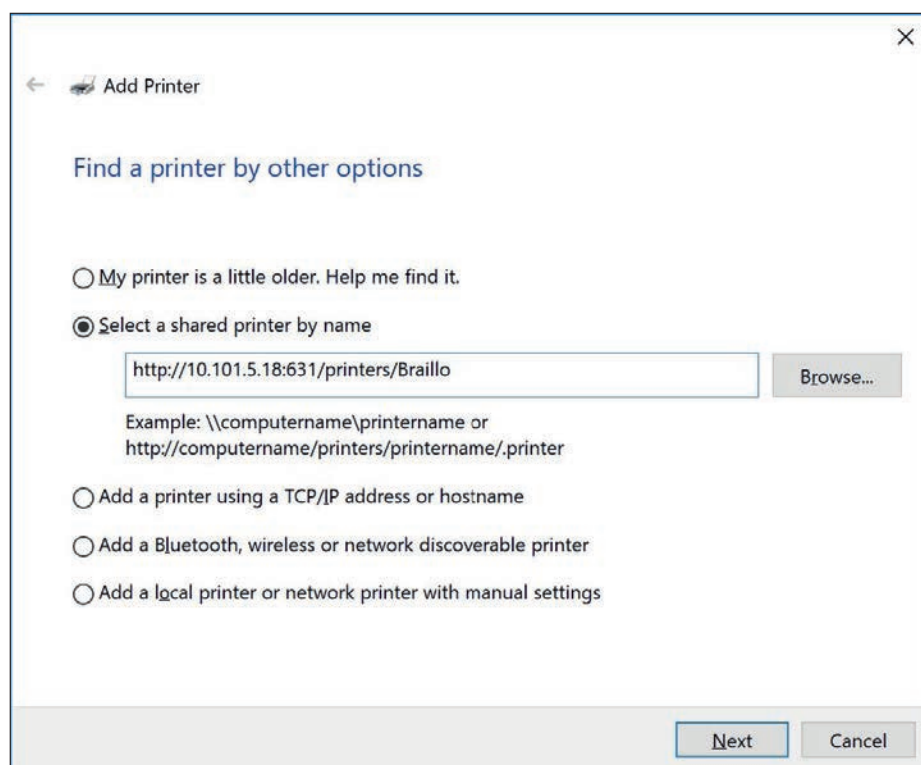 Add Printer
Find a printer by other options
My printer is a little older. Help me find it.
Select a shared printer by name
http://10.101.5.18:631/printers/Braillo
Browse...
Example: \\computername\printername or
http://computername/printers/printername/.printer
Add a printer using a TCP/IP address or hostname
Add a Bluetooth, wireless or network discoverable printer
Add a local printer or network printer with manual settings
Next Cancel